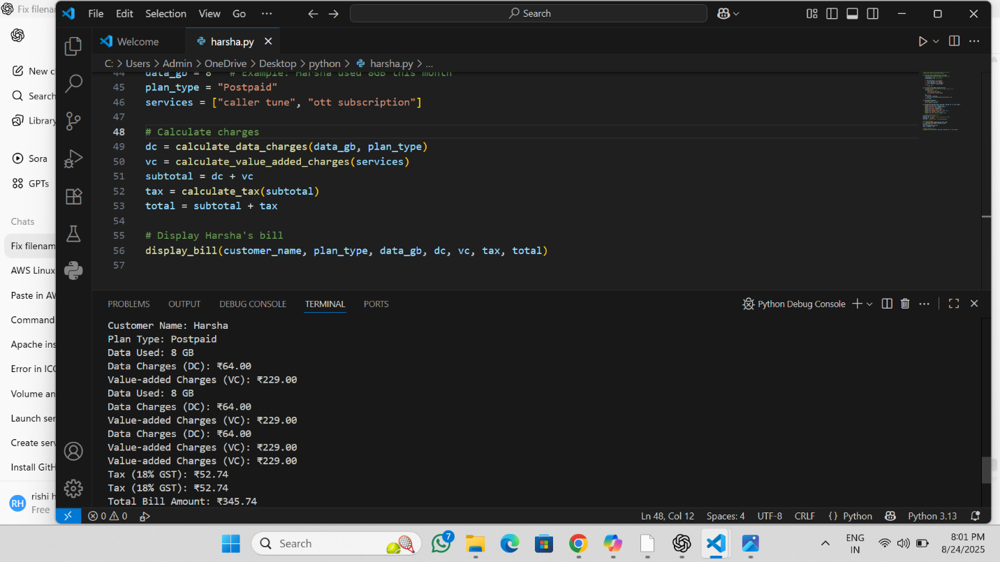 Fix filena
File Edit Selection View Go ...
Search
New c
Search
Library
Sora
GPTs
Chats
Fix filenam
AWS Linux
Paste in AW
Command
Apache ins
Error in ICO
Volume an
Launch ser
Create serv
Install GitH
RH
rishi h
Free
Welcome
harsha.py
C: > Users > Admin > OneDrive > Desktop > python > harsha.py > ...
44 data_gb = 8 # Example: Harsha used 8GB this month
45 plan_type = "Postpaid"
46 services = ["caller tune", "ott subscription"]
47
48 # Calculate charges
49 dc = calculate_data_charges(data_gb, plan_type)
50 vc = calculate_value_added_charges(services)
51 subtotal = dc + vc
52 tax = calculate_tax(subtotal)
53 total = subtotal + tax
54
55 # Display Harsha's bill
56 display_bill(customer_name, plan_type, data_gb, dc, vc, tax, total)
57
PROBLEMS OUTPUT DEBUG CONSOLE TERMINAL PORTS
Python Debug Console
Customer Name: Harsha
Plan Type: Postpaid
Data Used: 8 GB
Data Charges (DC): ₹64.00
Value-added Charges (VC): ₹229.00
Data Used: 8 GB
Data Charges (DC): ₹64.00
Value-added Charges (VC): ₹229.00
Data Charges (DC): ₹64.00
Value-added Charges (VC): ₹229.00
Value-added Charges (VC): ₹229.00
Tax (18% GST): ₹52.74
Tax (18% GST): ₹52.74
Total Bill Amount: ₹345.74
0 0
Ln 48, Col 12 Spaces: 4 UTF-8 CRLF {} Python Python 3.13
Search
7
ENG
IN
8:01 PM
8/24/2025